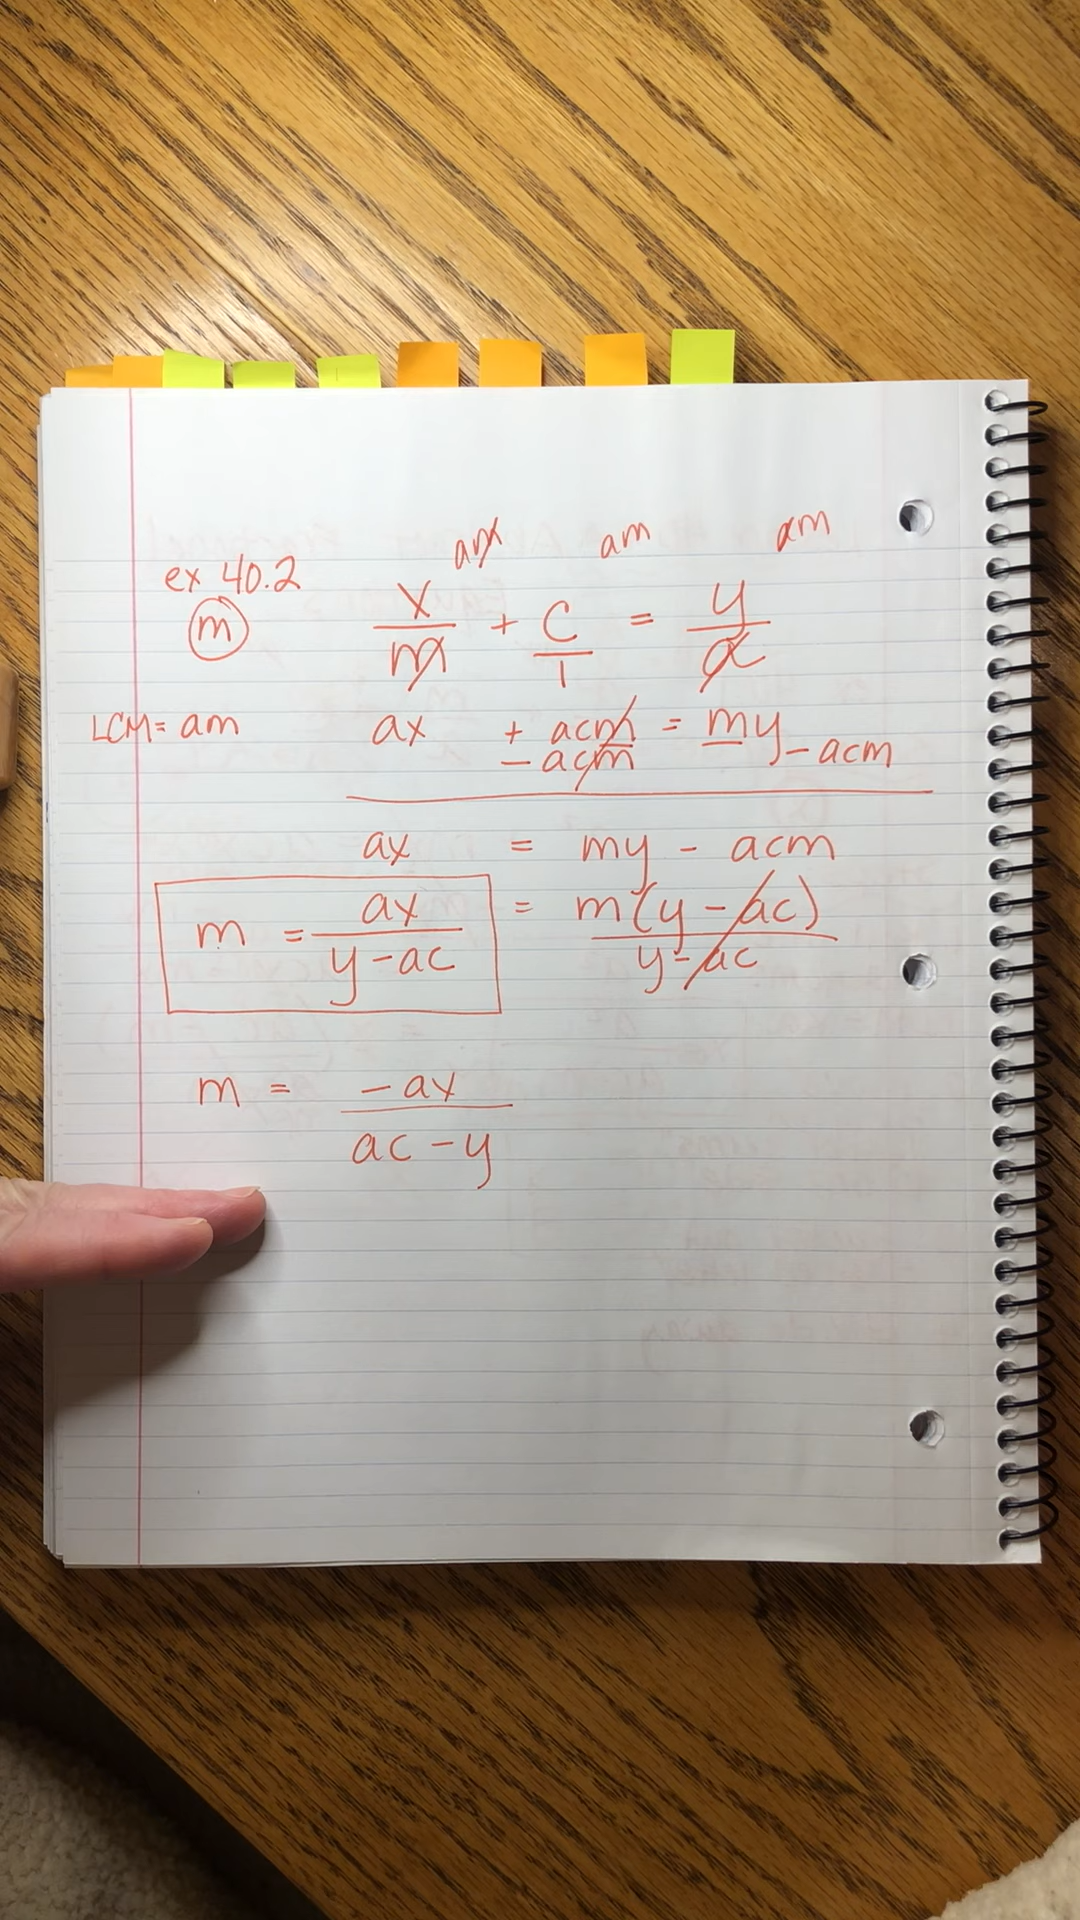 am am am
ex 40.2
(m) x/m + c/1 = y/a
LCM = am ax + acm = my - acm
- acm
ax = my - acm
m = ax/(y - ac) = m(y - ac)/(y - ac)
m = -ax/(ac - y)